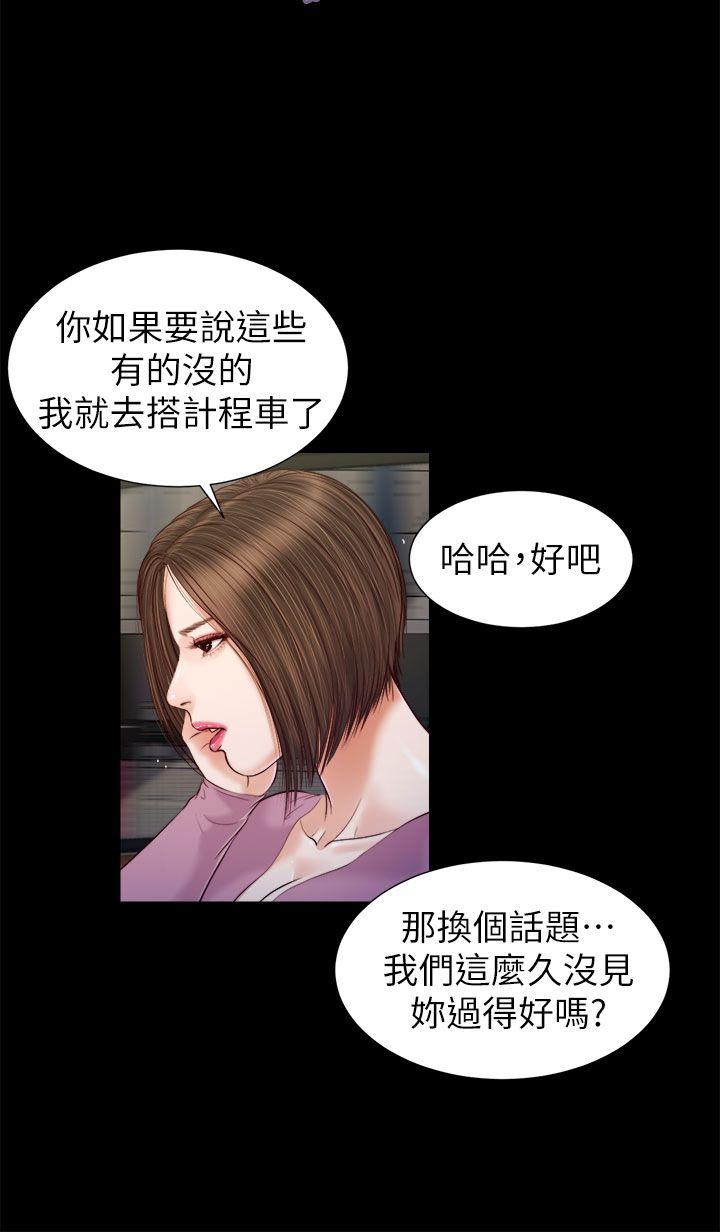 你如果要說這些
有的沒的
我就去搭計程車了
哈哈，好吧
那換個話題⋯
我們這麼久沒見
妳過得好嗎?